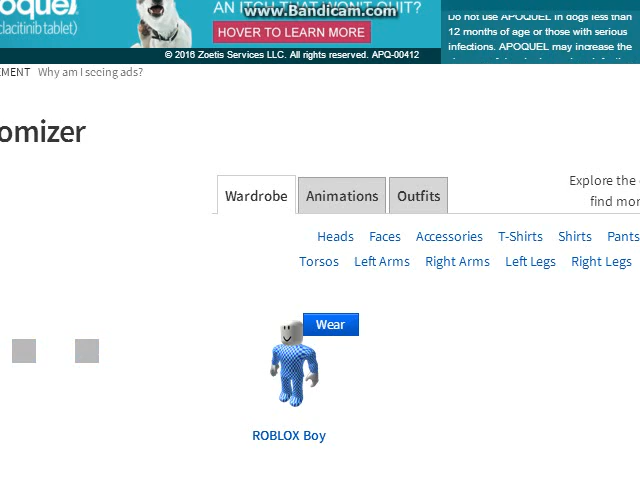 www.Bandicam.com
oquel
clacitinib tablet)
AN ITCH THAT WON'T QUIT?
HOVER TO LEARN MORE
Do not use APOQUEL in dogs less than
12 months of age or those with serious
infections. APOQUEL may increase the
© 2016 Zoetis Services LLC. All rights reserved. APQ-00412
EMENT Why am I seeing ads?
omizer
Wardrobe Animations Outfits
Explore the
find mor
Heads Faces Accessories T-Shirts Shirts Pants
Torsos Left Arms Right Arms Left Legs Right Legs
Wear
ROBLOX Boy